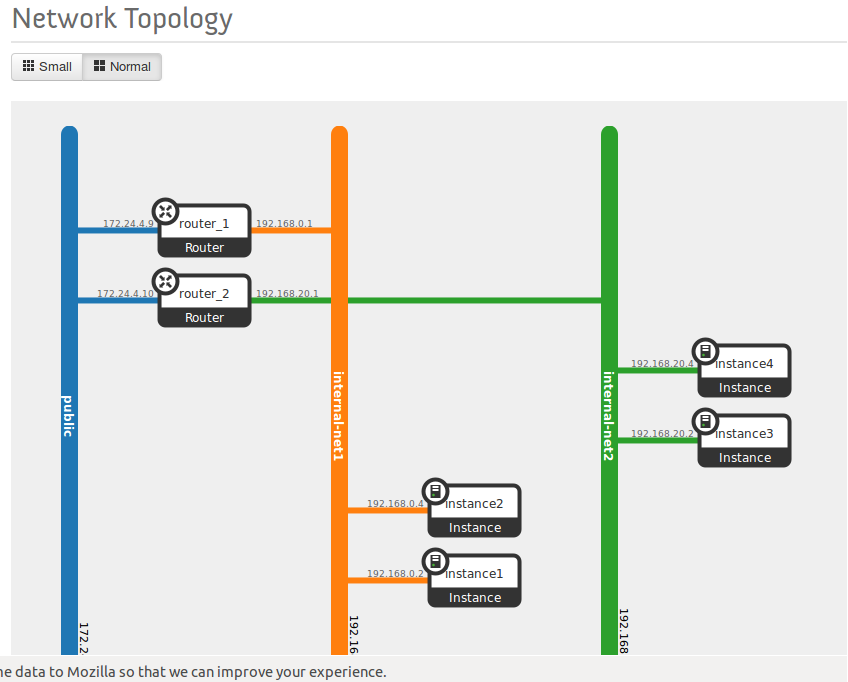 Network Topology
Small
Normal
172.24.4.9
router_1
192.168.0.1
Router
172.24.4.10
router_2
192.168.20.1
Router
public
internal-net1
internal-net2
192.168.20.4
instance4
Instance
192.168.20.2
instance3
Instance
192.168.0.4
instance2
Instance
192.168.0.2
instance1
Instance
172.2
192.16
192.168
data to Mozilla so that we can improve your experience.